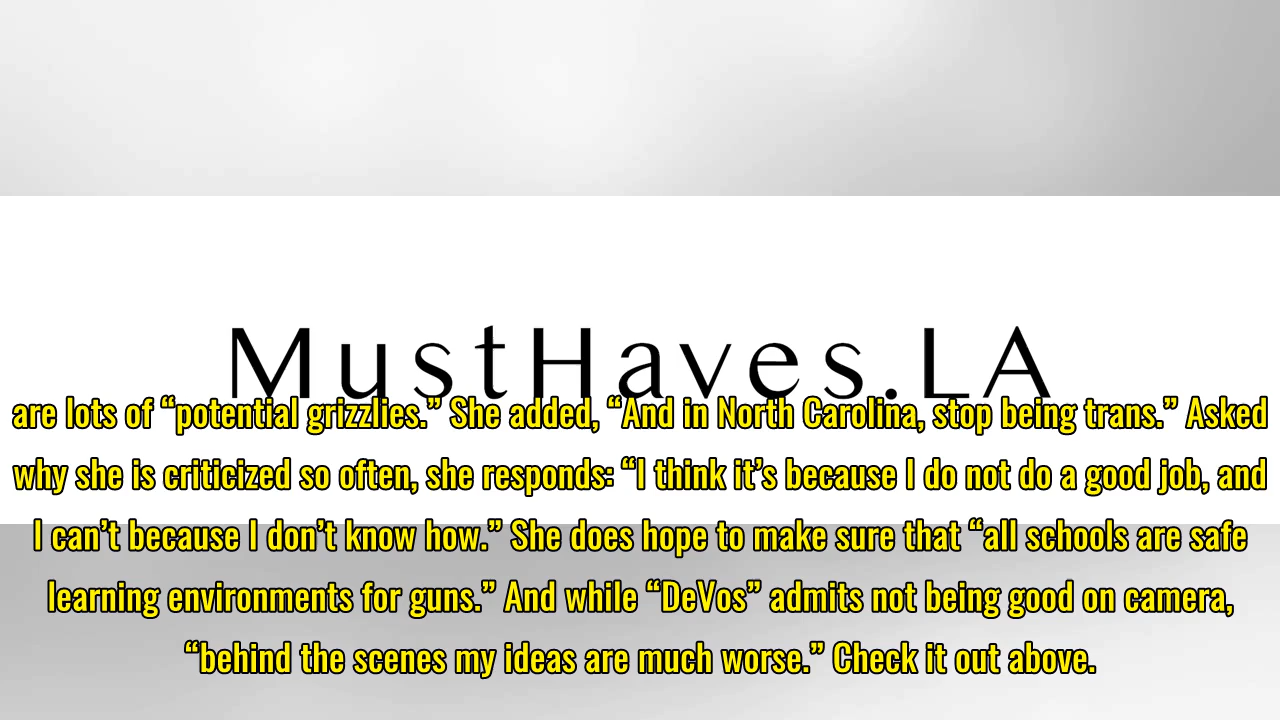 MustHaves.LA
are lots of “potential grizzlies.” She added, “And in North Carolina, stop being trans.” Asked
why she is criticized so often, she responds: “I think it’s because I do not do a good job, and
I can’t because I don’t know how.” She does hope to make sure that “all schools are safe
learning environments for guns.” And while “DeVos” admits not being good on camera,
“behind the scenes my ideas are much worse.” Check it out above.